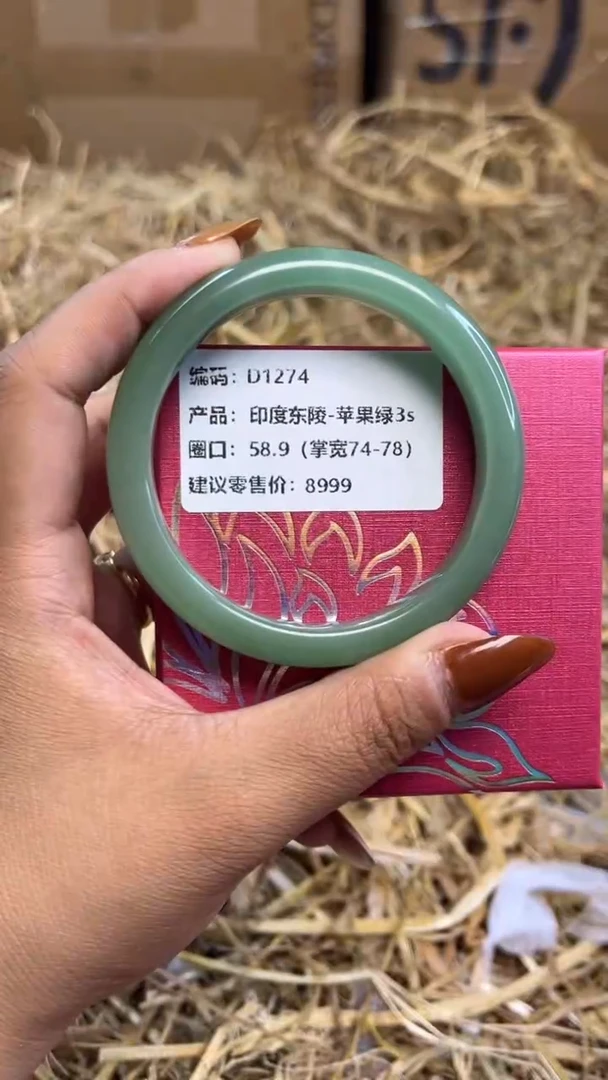 编码：D1274
产品：印度东陵-苹果绿3s
圈口：58.9（掌宽74-78）
建议零售价：8999